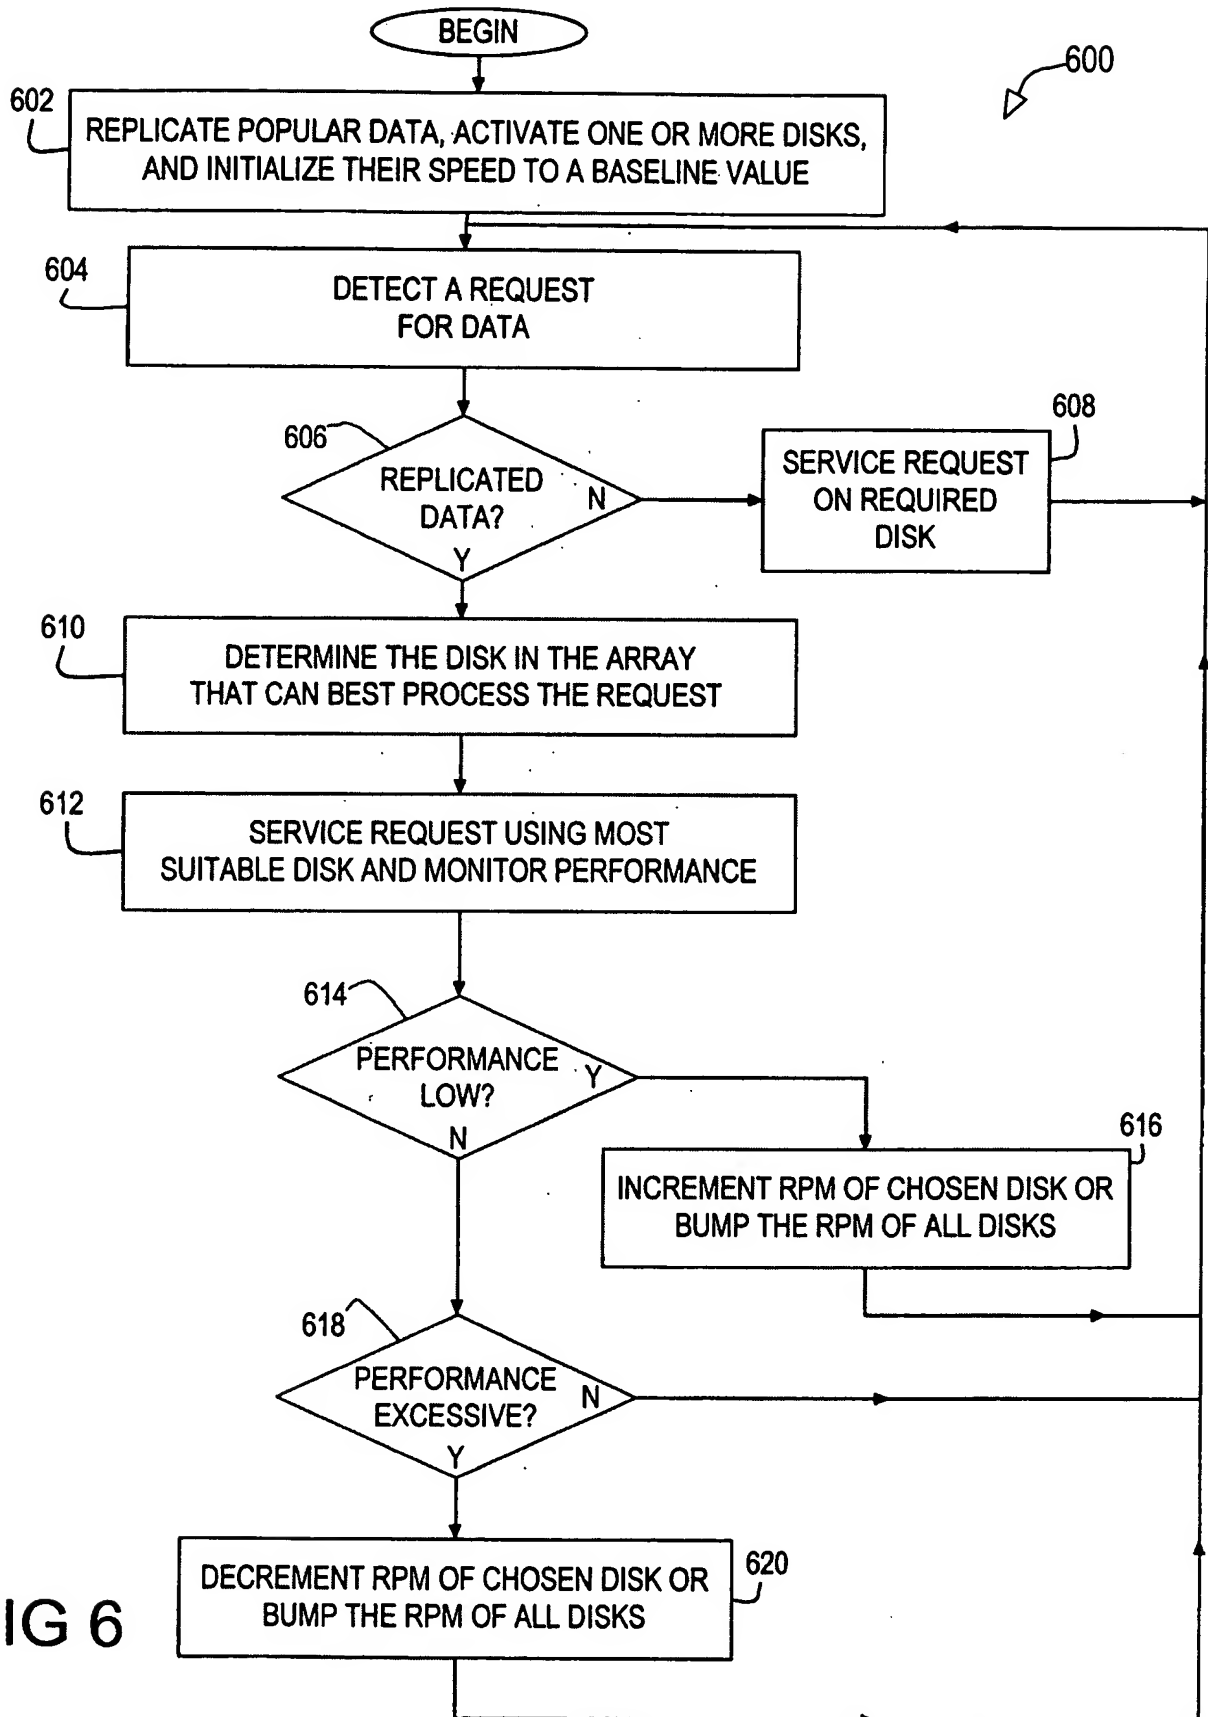 BEGIN
600
602
REPLICATE POPULAR DATA, ACTIVATE ONE OR MORE DISKS,
AND INITIALIZE THEIR SPEED TO A BASELINE VALUE
604
DETECT A REQUEST
FOR DATA
606
REPLICATED
DATA?
N
Y
608
SERVICE REQUEST
ON REQUIRED
DISK
610
DETERMINE THE DISK IN THE ARRAY
THAT CAN BEST PROCESS THE REQUEST
612
SERVICE REQUEST USING MOST
SUITABLE DISK AND MONITOR PERFORMANCE
614
PERFORMANCE
LOW?
Y
N
616
INCREMENT RPM OF CHOSEN DISK OR
BUMP THE RPM OF ALL DISKS
618
PERFORMANCE
EXCESSIVE?
N
Y
620
DECREMENT RPM OF CHOSEN DISK OR
BUMP THE RPM OF ALL DISKS
IG 6